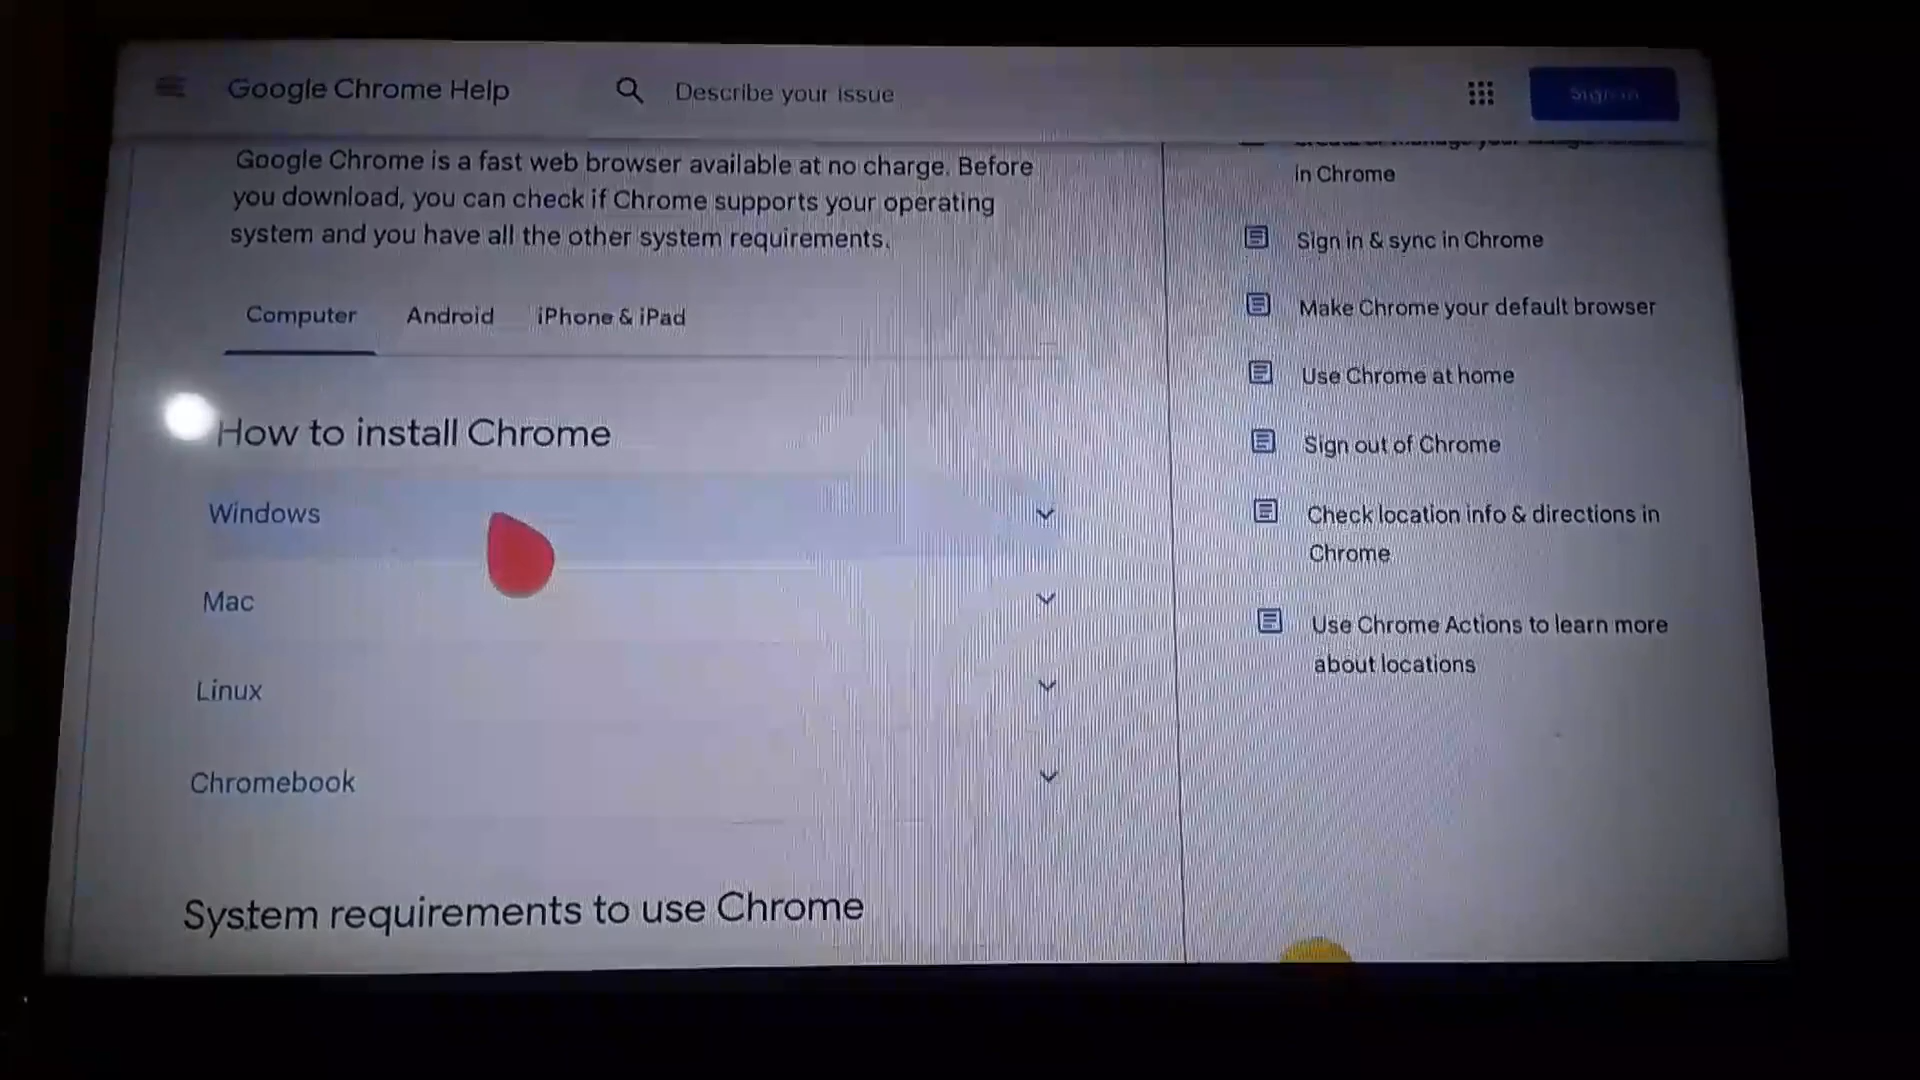 Google Chrome Help
Describe your issue
Sign in
Google Chrome is a fast web browser available at no charge. Before
you download, you can check if Chrome supports your operating
system and you have all the other system requirements.
Computer
Android
iPhone & iPad
How to install Chrome
Windows
Mac
Linux
Chromebook
System requirements to use Chrome
in Chrome
Sign in & sync in Chrome
Make Chrome your default browser
Use Chrome at home
Sign out of Chrome
Check location info & directions in
Chrome
Use Chrome Actions to learn more
about locations